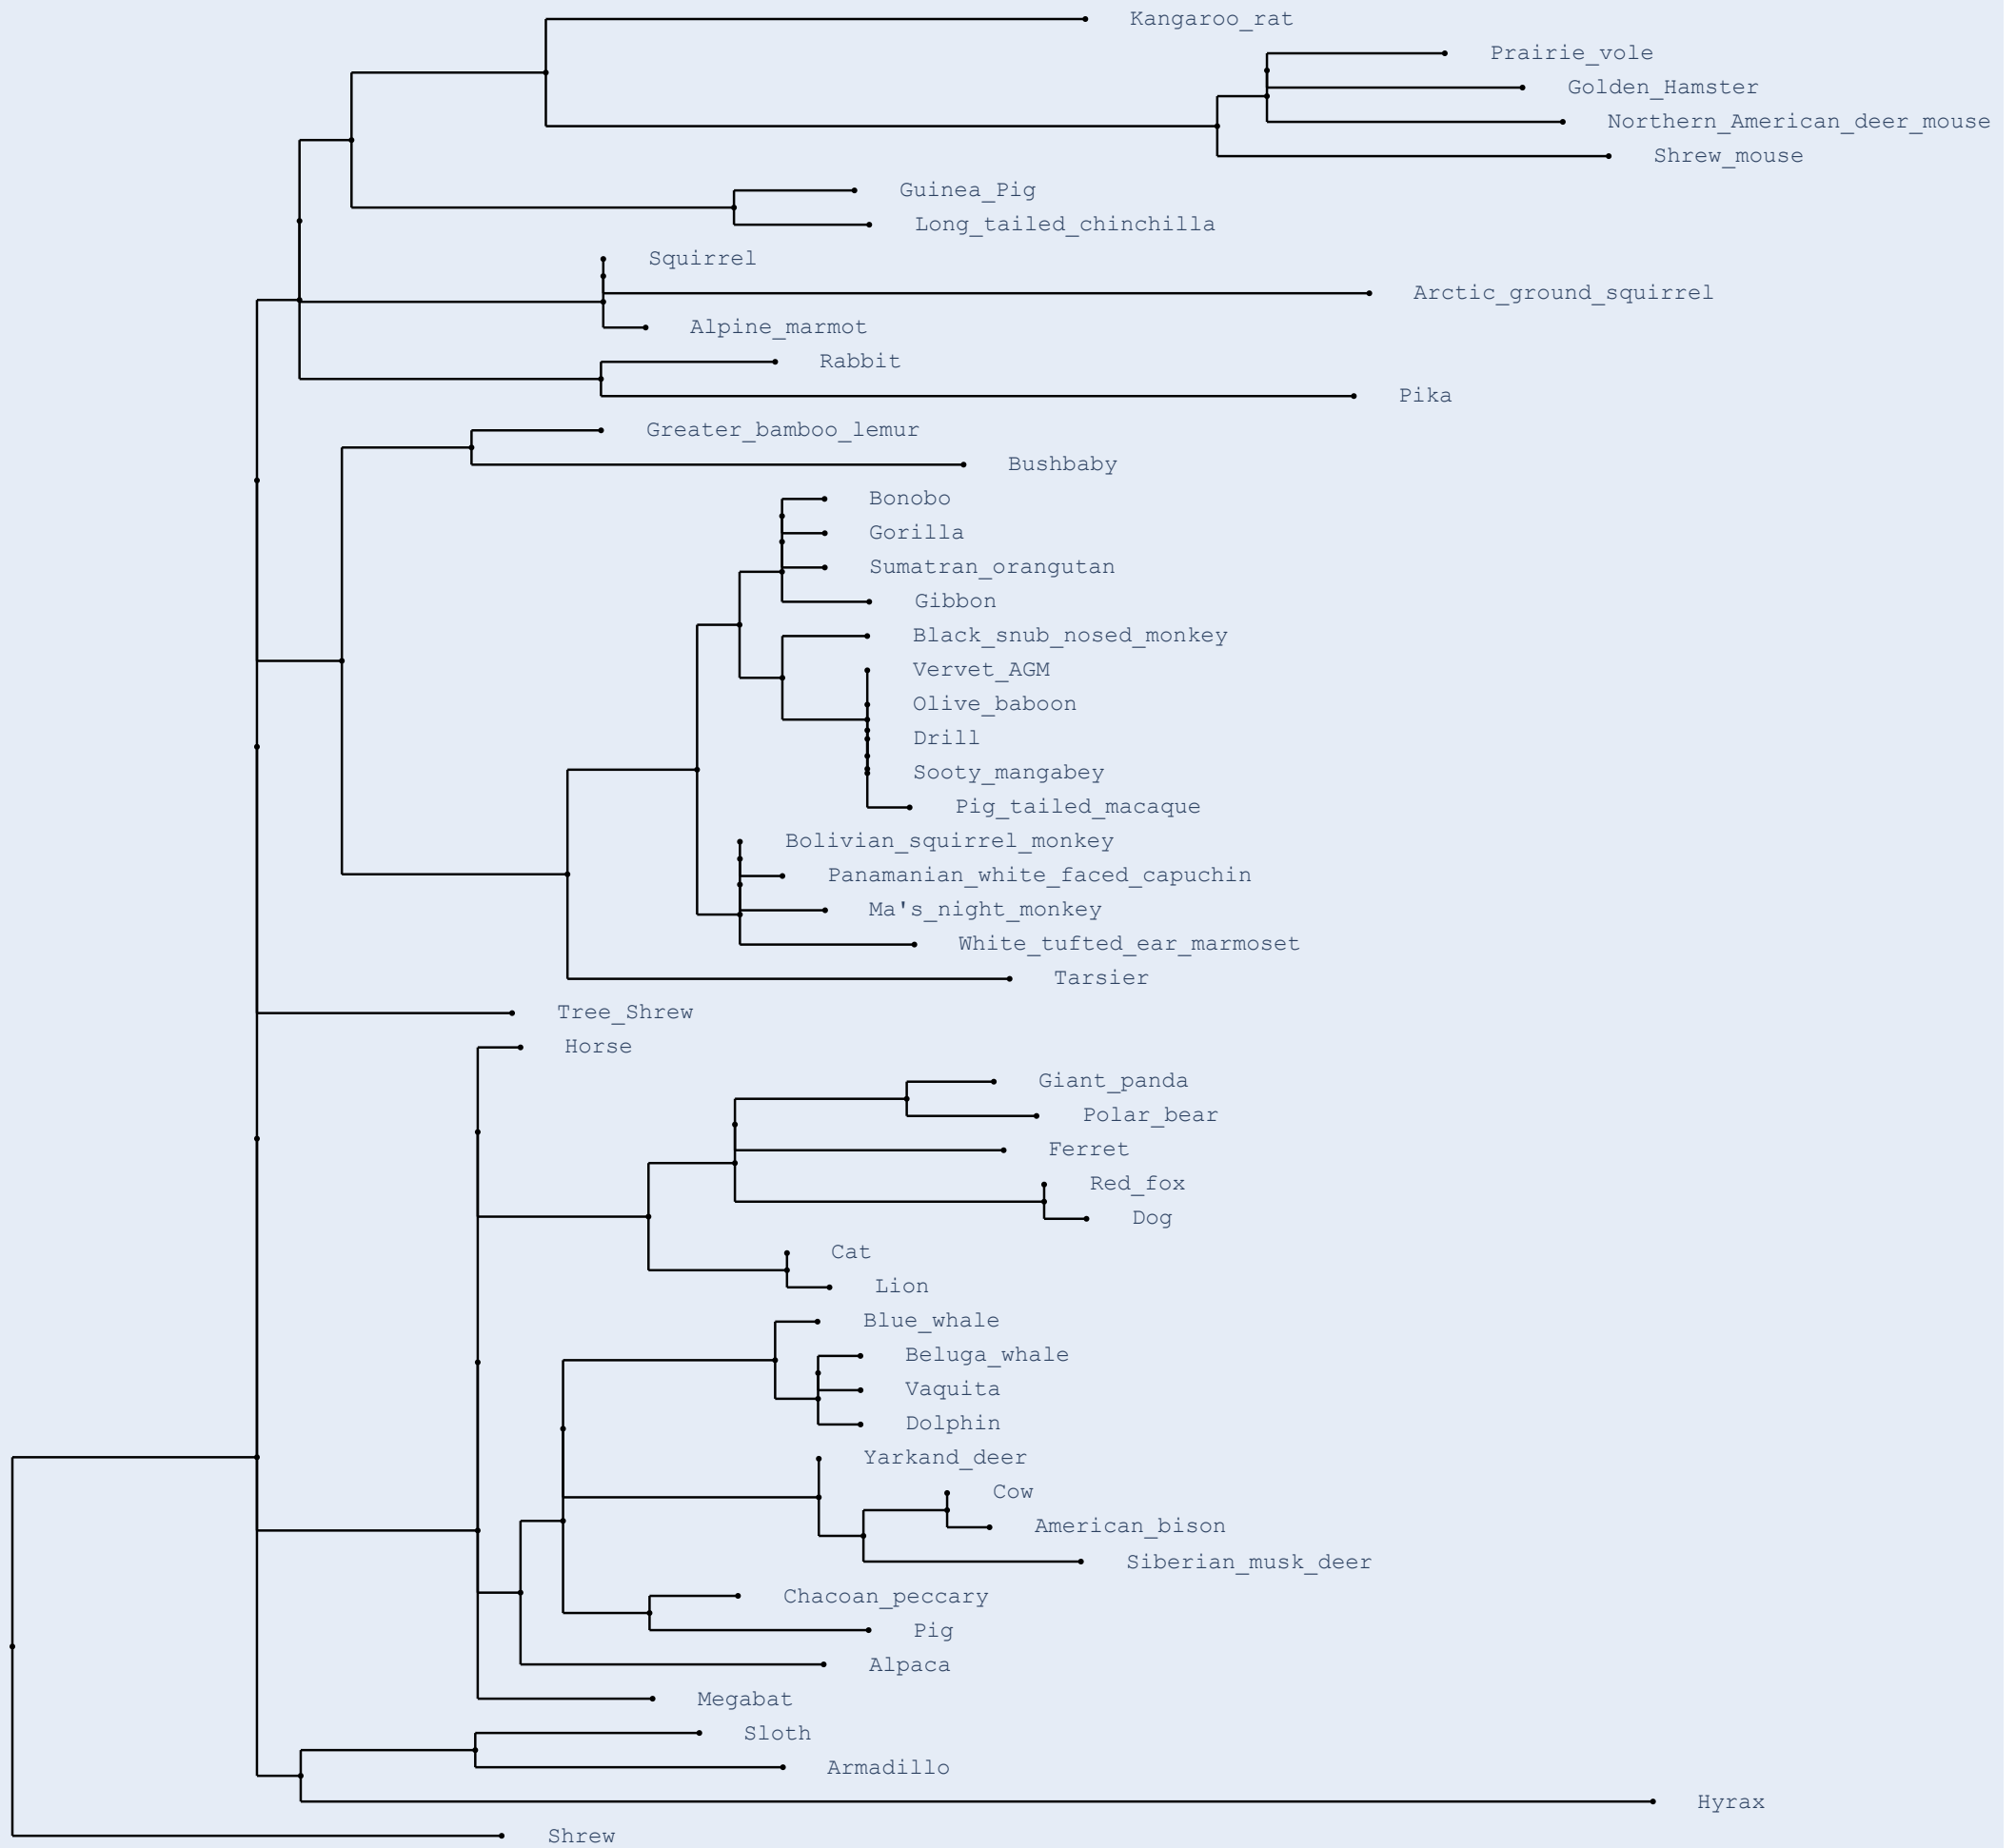 Kangaroo_rat
Prairie_vole
Golden_Hamster
Northern_American_deer_mouse
Shrew_mouse
Guinea_Pig
Long_tailed_chinchilla
Squirrel
Arctic_ground_squirrel
Alpine_marmot
Rabbit
Pika
Greater_bamboo_lemur
Bushbaby
Bonobo
Gorilla
Sumatran_orangutan
Gibbon
Black_snub_nosed_monkey
Vervet_AGM
Olive_baboon
Drill
Sooty_mangabey
Pig_tailed_macaque
Bolivian_squirrel_monkey
Panamanian_white_faced_capuchin
Ma's_night_monkey
White_tufted_ear_marmoset
Tarsier
Tree_Shrew
Horse
Giant_panda
Polar_bear
Ferret
Red_fox
Dog
Cat
Lion
Blue_whale
Beluga_whale
Vaquita
Dolphin
Yarkand_deer
Cow
American_bison
Siberian_musk_deer
Chacoan_peccary
Pig
Alpaca
Megabat
Sloth
Armadillo
Hyrax
Shrew